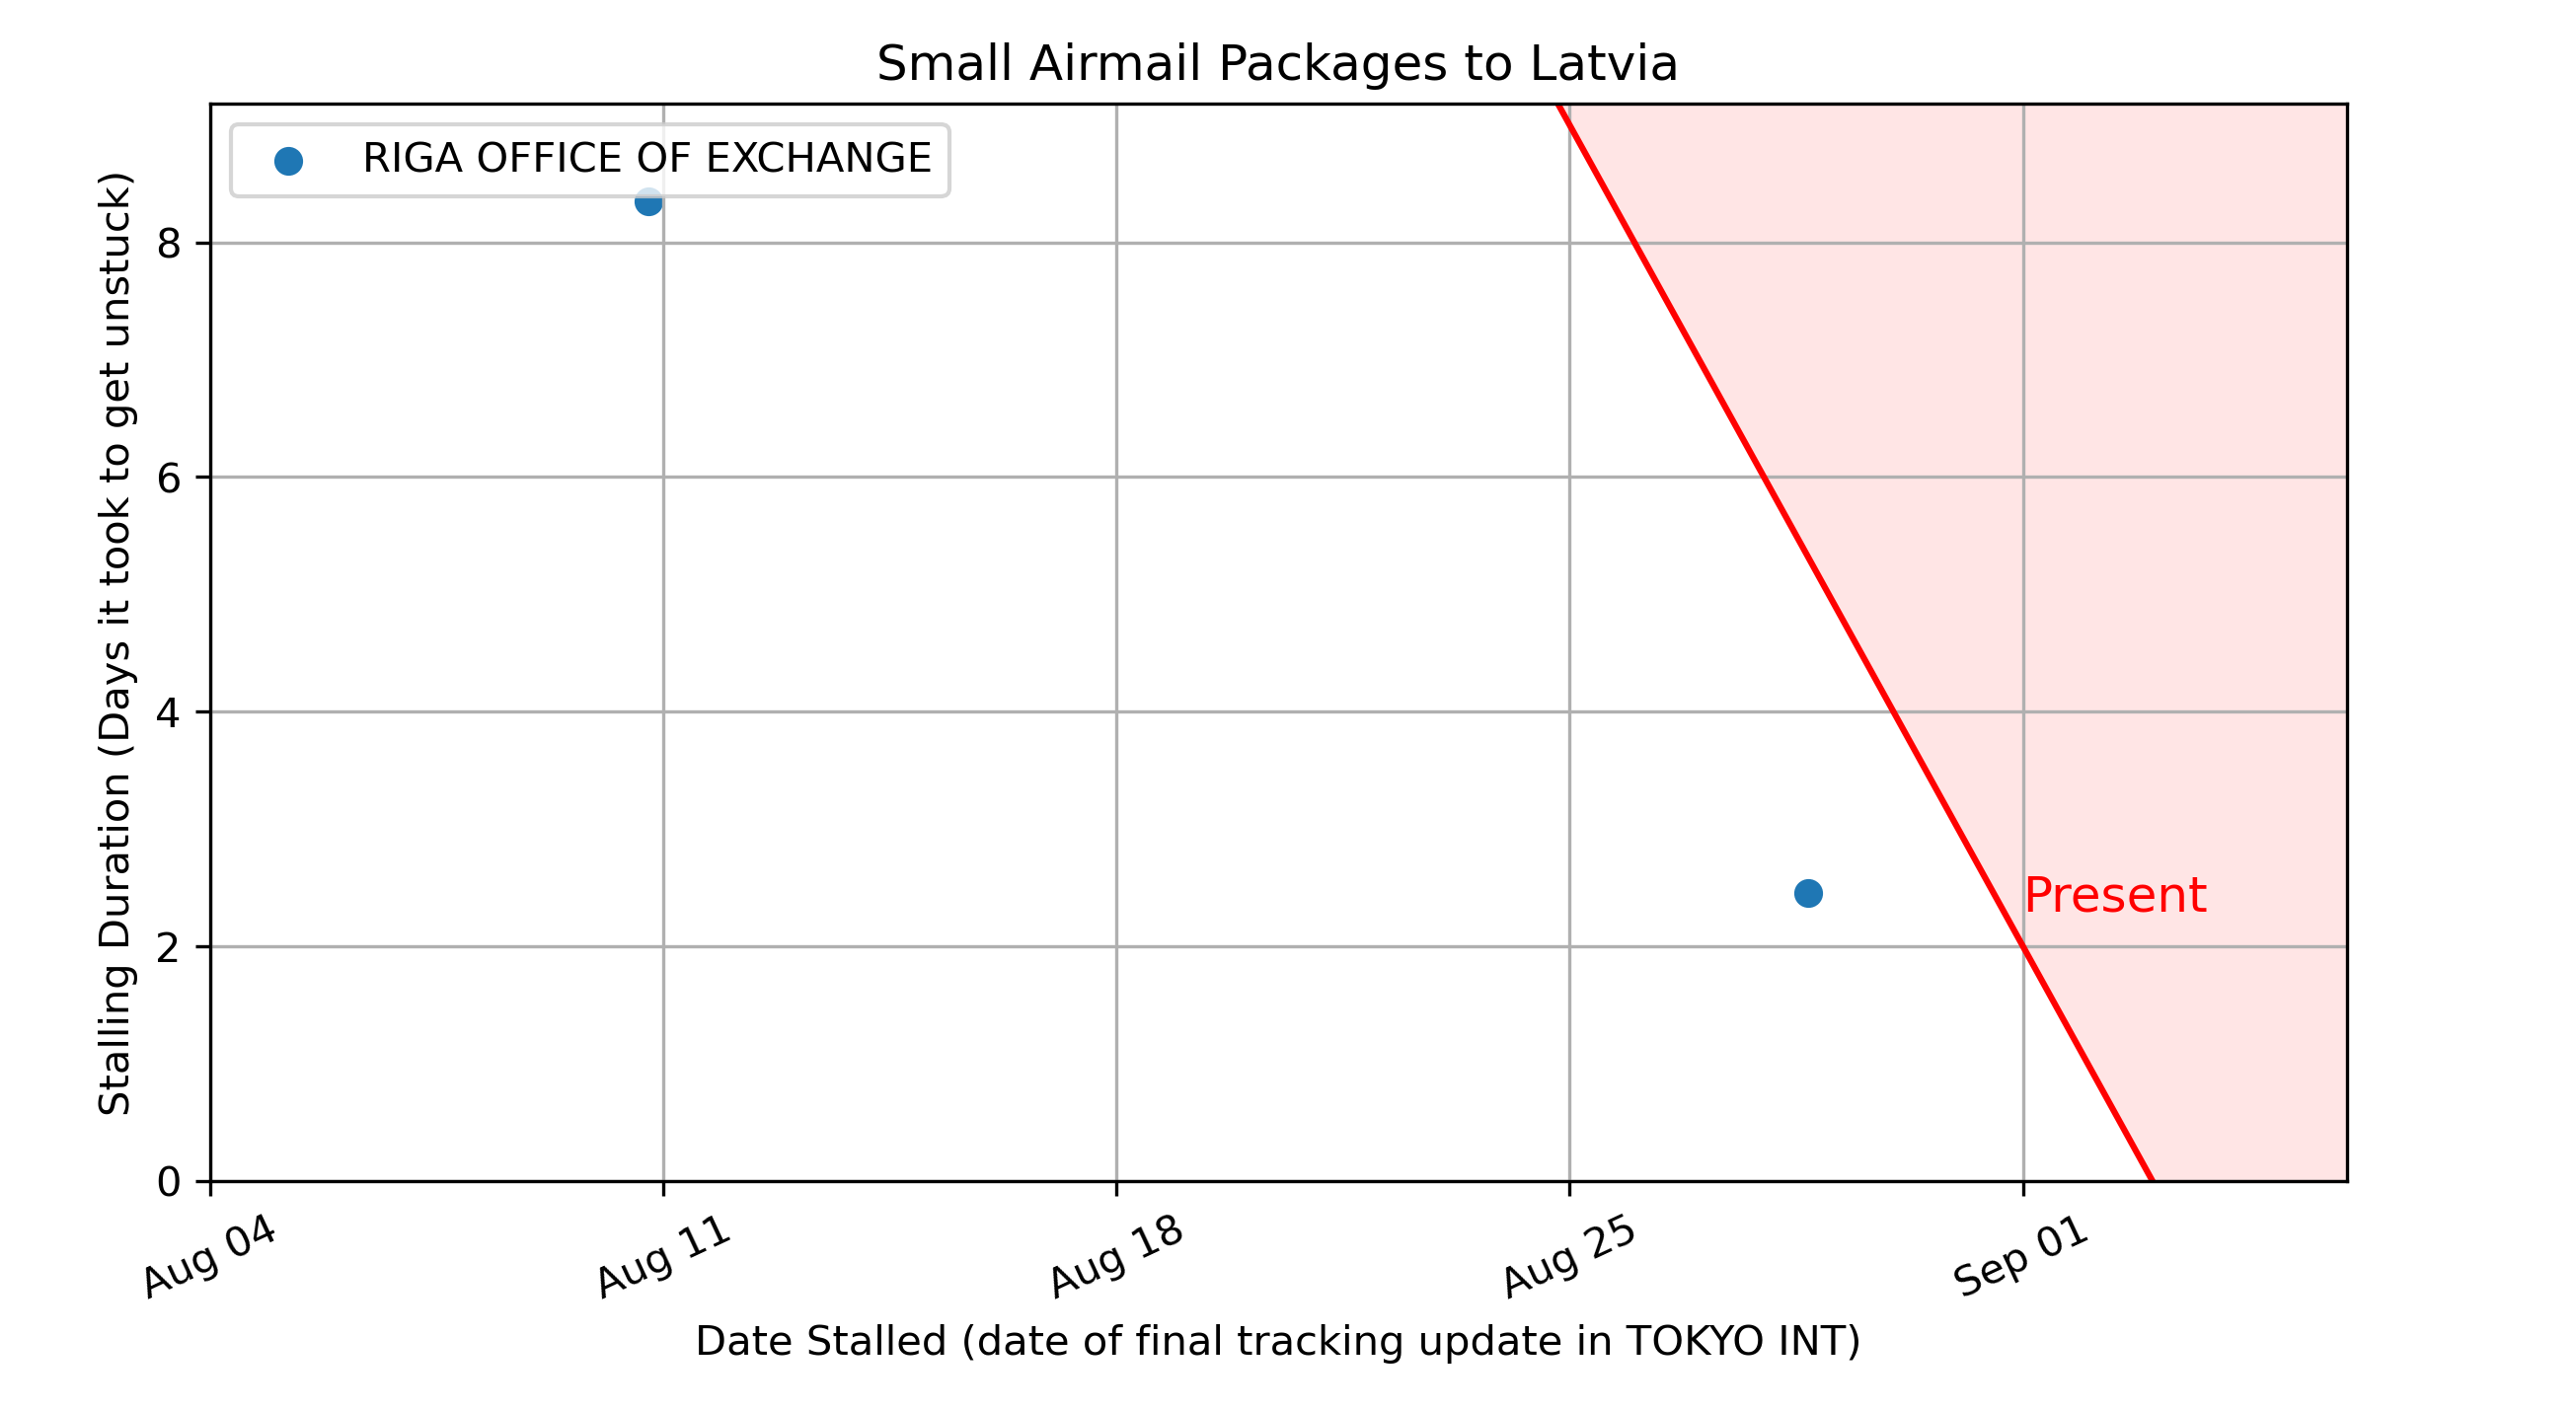 Small Airmail Packages to Latvia
RIGA OFFICE OF EXCHANGE
Stalling Duration (Days it took to get unstuck)
8
6
4
2
0
Present
Aug 04
Aug 11
Aug 18
Aug 25
Sep 01
Date Stalled (date of final tracking update in TOKYO INT)